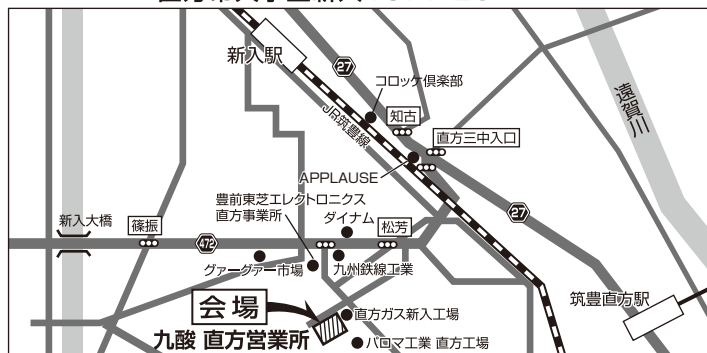 新入駅
27
コロッケ倶楽部
知古
JR筑豊線
直方三中入口
遠賀川
APPLAUSE
豊前東芝エレクトロニクス
直方事業所
ダイナム
27
新入大橋
篠振
472
松芳
グァーグァー市場
九州鉄線工業
筑豊直方駅
会場
直方ガス新入工場
九酸 直方営業所
パロマ工業 直方工場